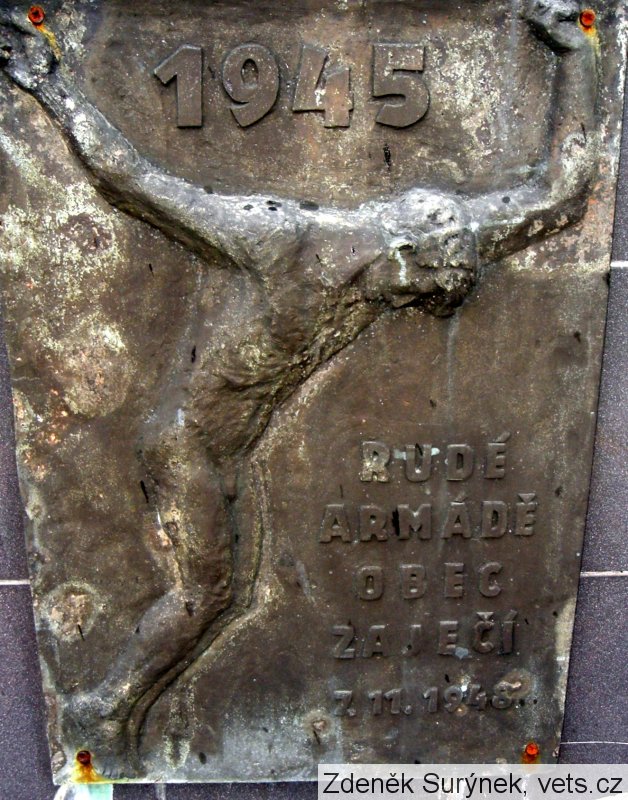 1945
RUDÉ
ARMÁDĚ
OBEC
ZAJEČÍ
7. 11. 1948.
Zdeněk Surýnek, vets.cz